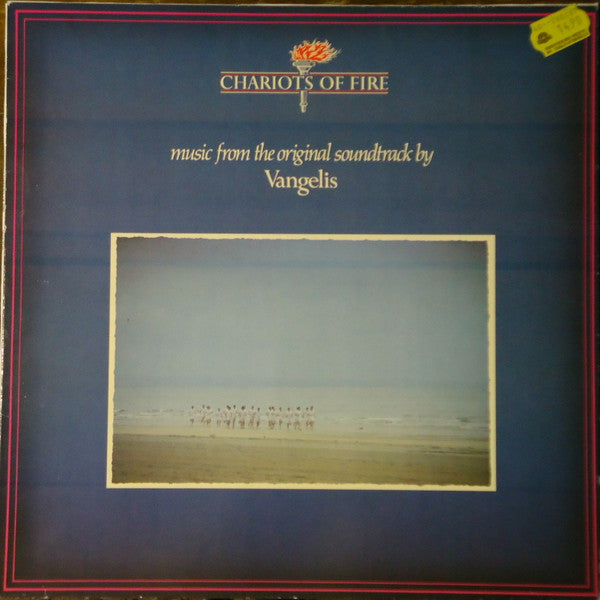 CHARIOTS OF FIRE
music from the original soundtrack by
Vangelis